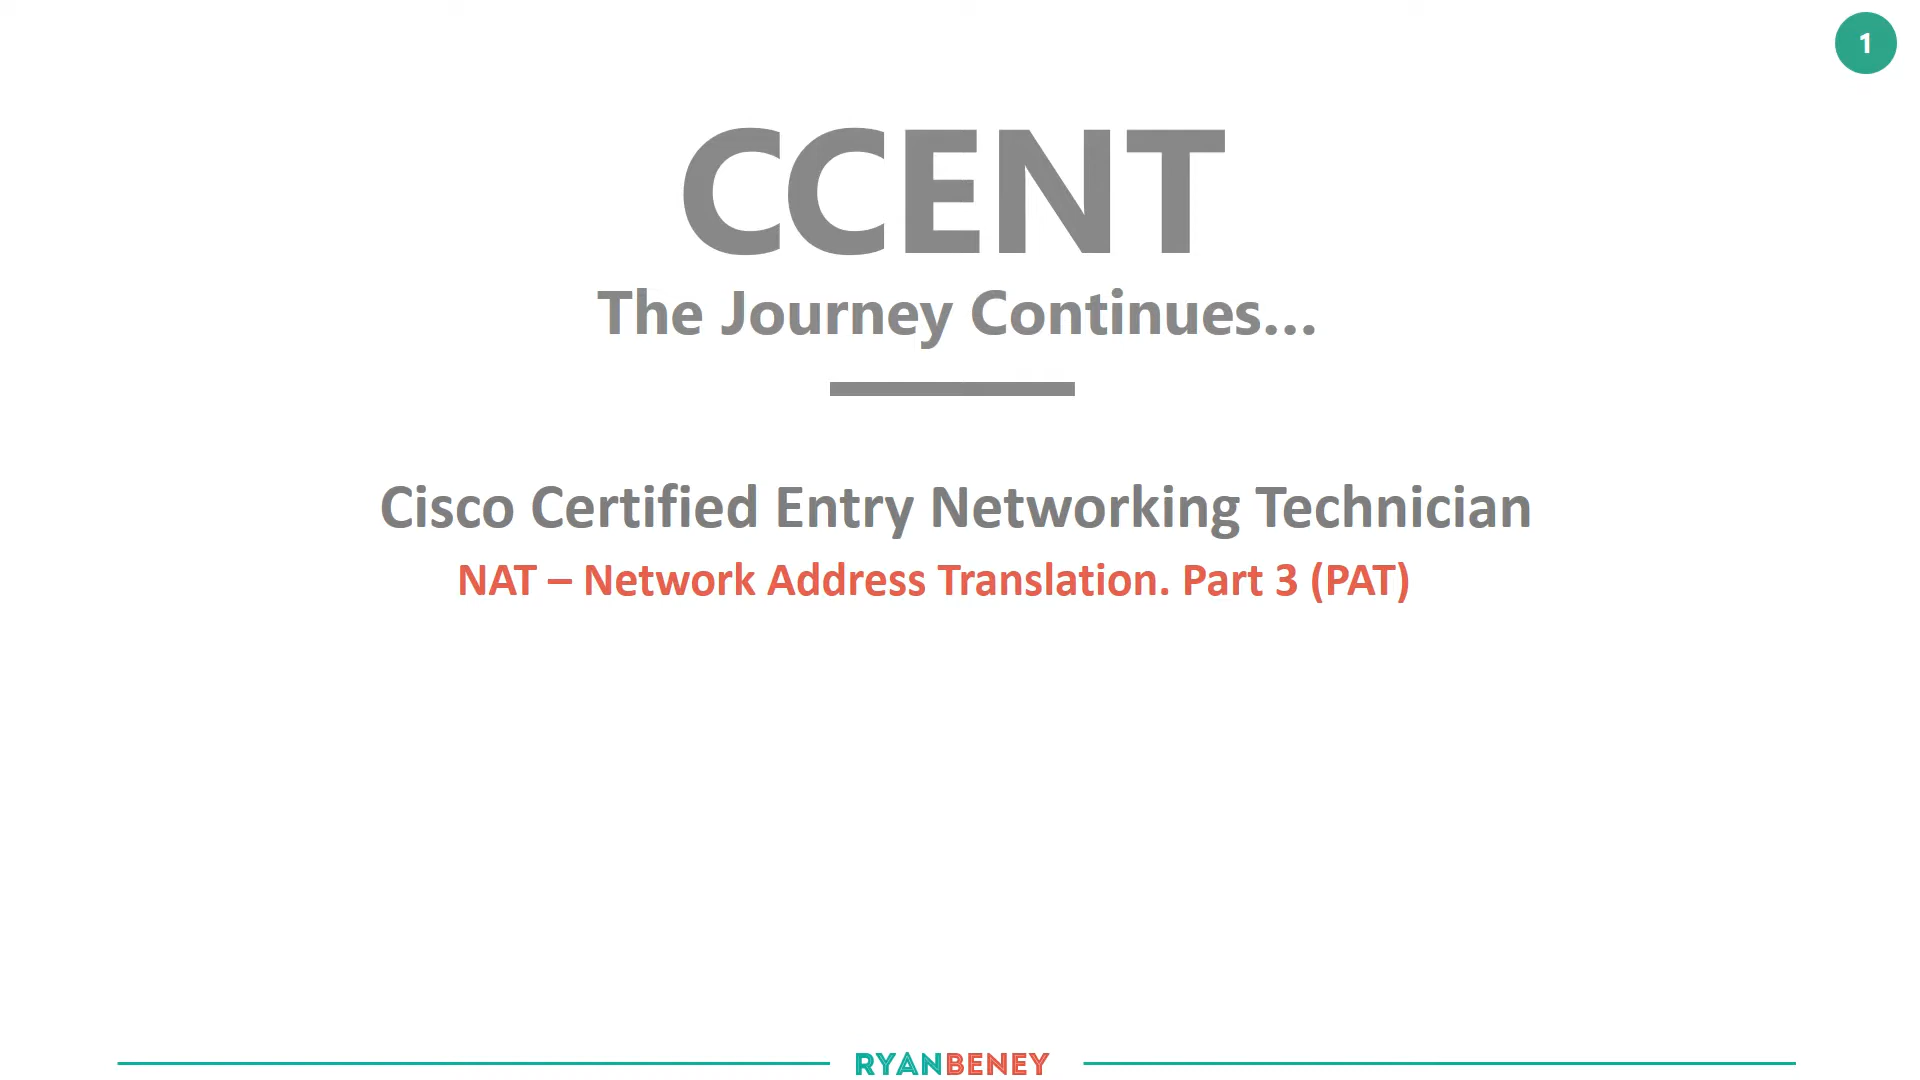 1
CCENT
The Journey Continues...
Cisco Certified Entry Networking Technician
NAT – Network Address Translation. Part 3 (PAT)
RYANBENEY